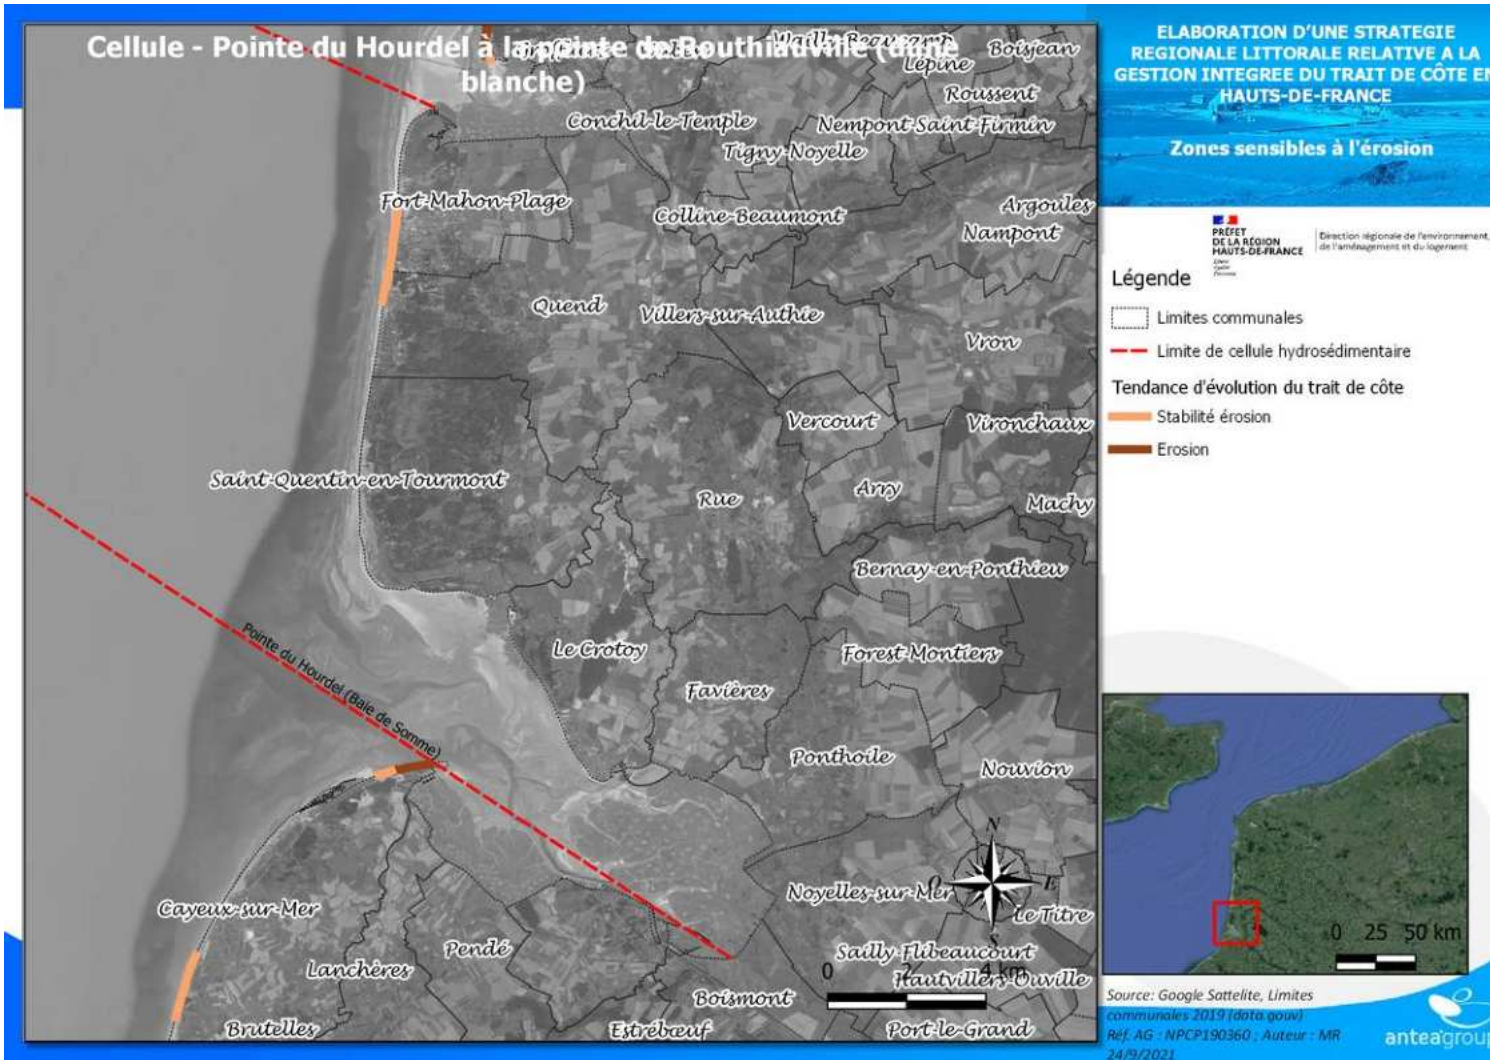 Cellule - Pointe du Hourdel à la pointe de Routhiauville (dune
blanche)
Boisjean
Lépine
Roussent
Conchil-le-Temple
Nempont-Saint-Firmin
Tigny-Noyelle
Fort-Mahon-Plage
Colline-Beaumont
Argoules
Nampont
Quend
Villers-sur-Authie
Vron
Vercourt
Vironchaux
Saint-Quentin-en-Tourmont
Rue
Arry
Machy
Bernay-en-Ponthieu
Le Crotoy
Forest-Montiers
Favières
Pointe du Hourdel (Baie de Somme)
Ponthoile
Nouvion
N
O
E
S
Noyelles-sur-Mer
Le Titre
Cayeux-sur-Mer
Pendé
Sailly-Flibeaucourt
Lanchères
0 2 4 km
Hautvillers-Ouville
Boismont
Brutelles
Estrébœuf
Port-le-Grand
ELABORATION D'UNE STRATEGIE
REGIONALE LITTORALE RELATIVE A LA
GESTION INTEGREE DU TRAIT DE CÔTE EN
HAUTS-DE-FRANCE
Zones sensibles à l'érosion
PRÉFET
DE LA RÉGION
HAUTS-DE-FRANCE
Liberté
Égalité
Fraternité
Direction régionale de l'environnement,
de l'aménagement et du logement
Légende
Limites communales
Limite de cellule hydrosédimentaire
Tendance d'évolution du trait de côte
Stabilité érosion
Erosion
0 25 50 km
Source: Google Sattelite, Limites
communales 2019 (data.gouv)
Réf. AG : NPCP190360 ; Auteur : MR
24/9/2021
anteagroup